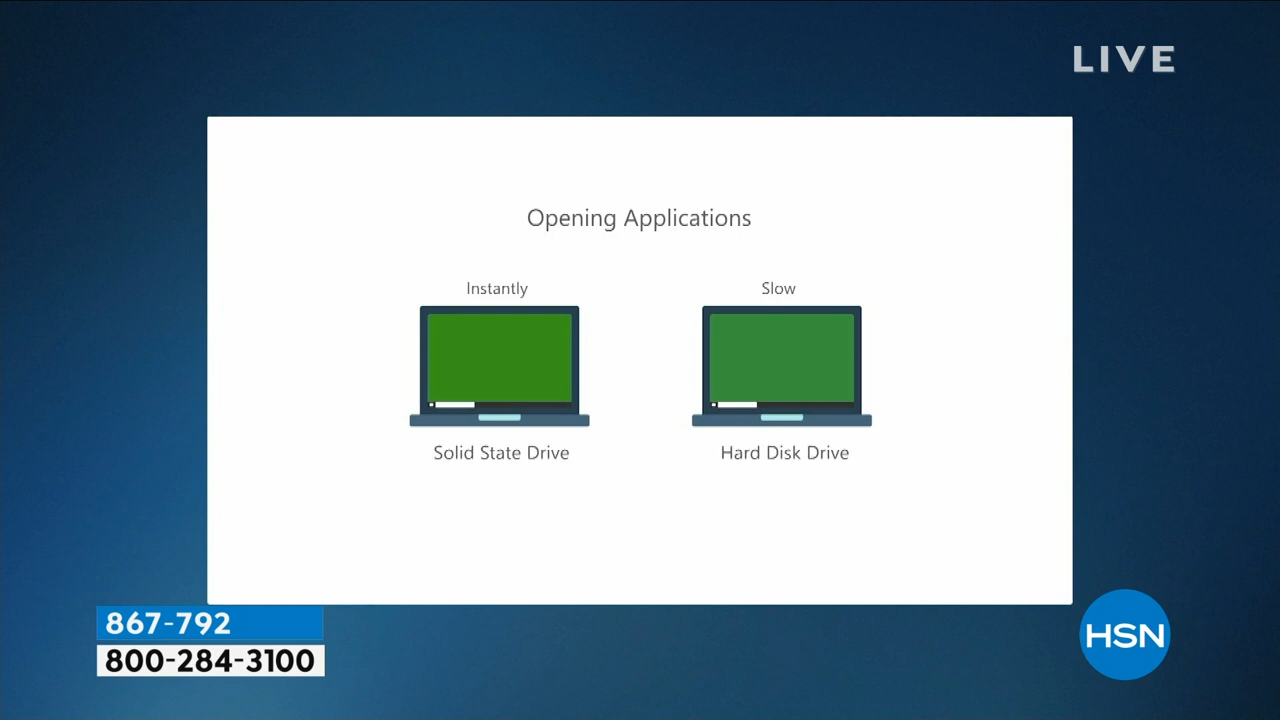 LIVE
Opening Applications
Instantly
Slow
Solid State Drive
Hard Disk Drive
867-792
800-284-3100
HSN